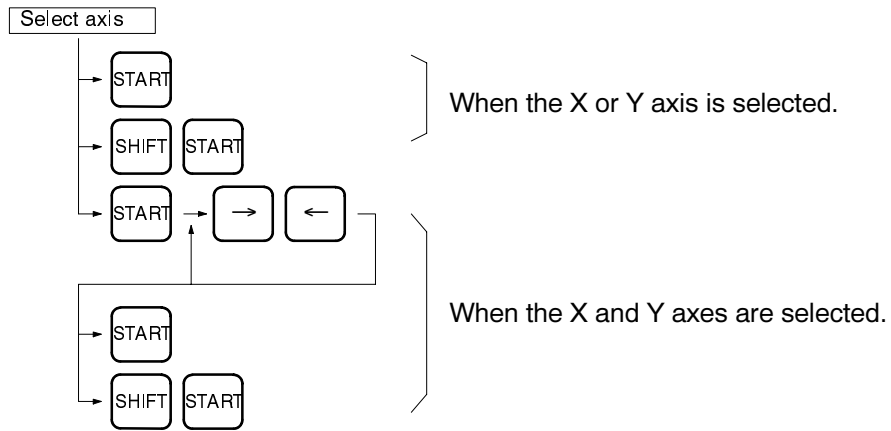 Select axis
START
When the X or Y axis is selected.
SHIFT START
START → ←
When the X and Y axes are selected.
START
SHIFT START